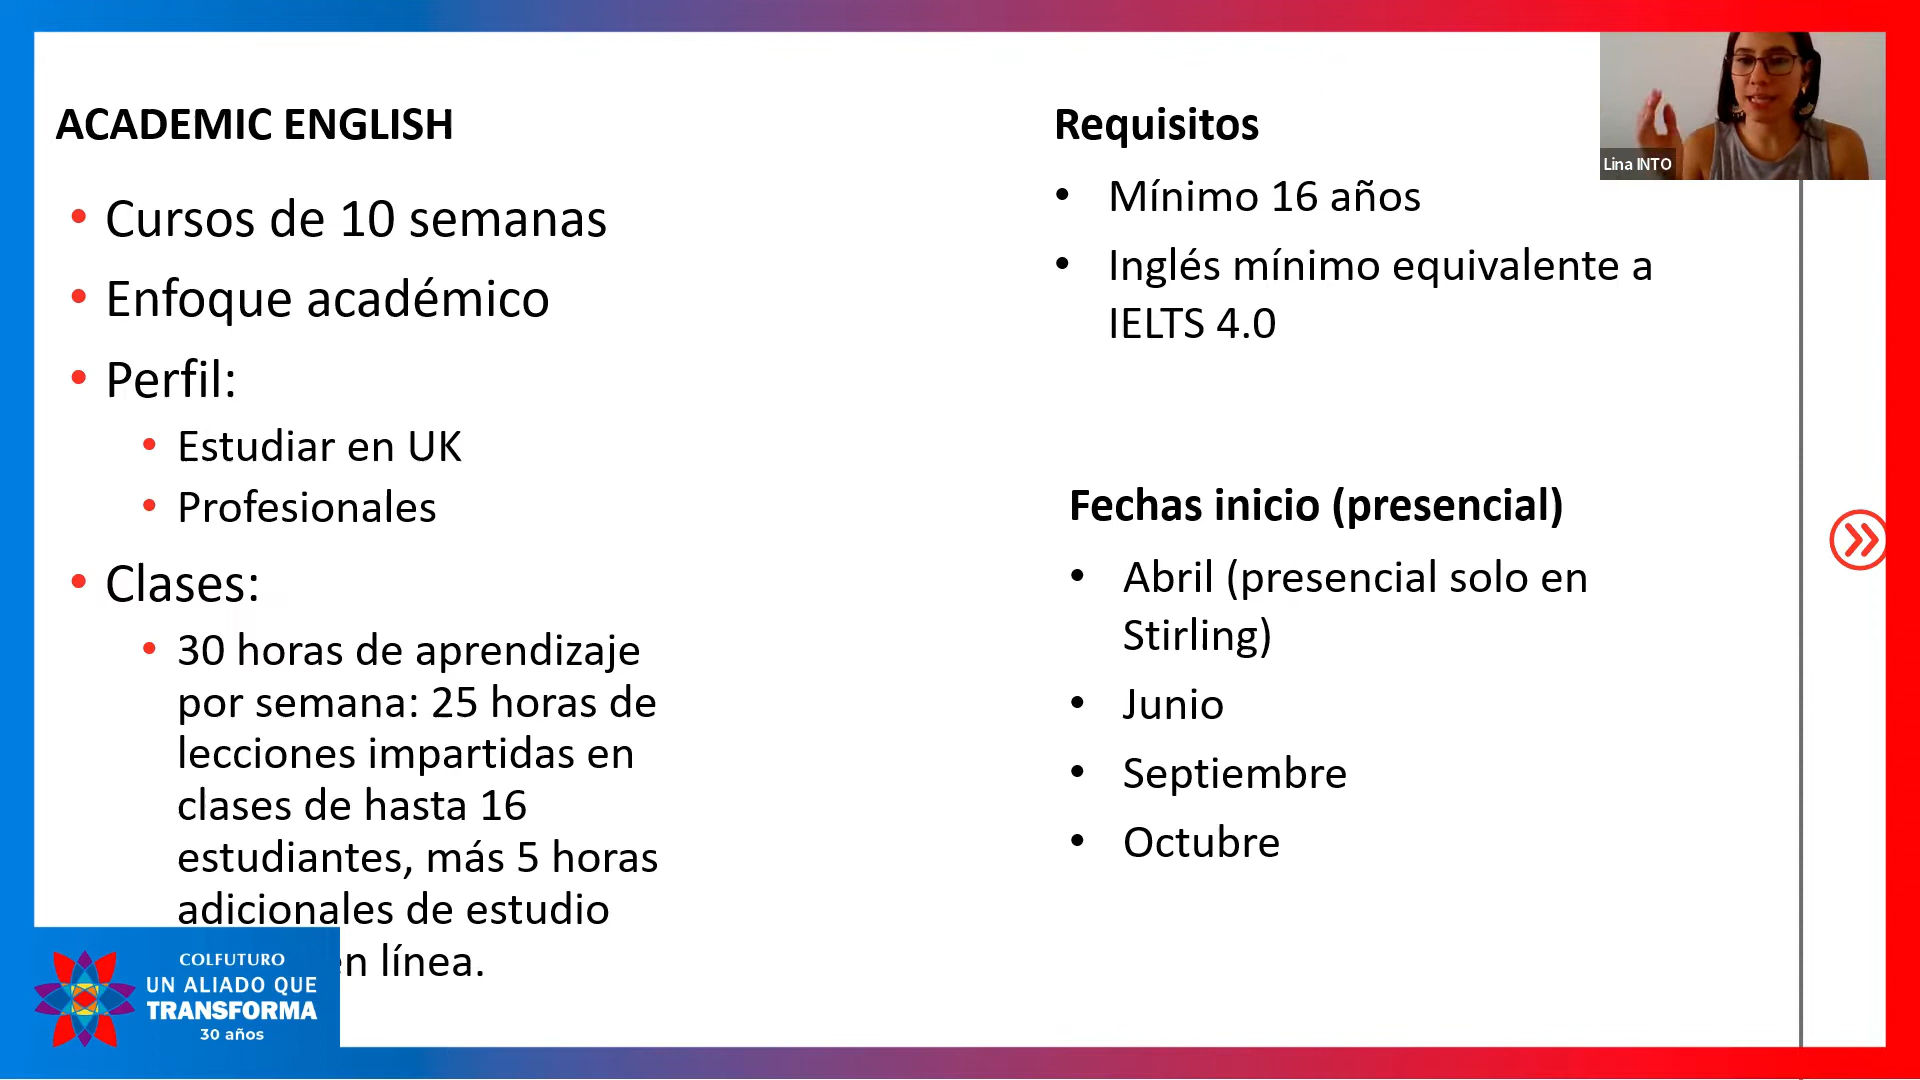 ACADEMIC ENGLISH
• Cursos de 10 semanas
• Enfoque académico
• Perfil:
• Estudiar en UK
• Profesionales
• Clases:
• 30 horas de aprendizaje
por semana: 25 horas de
lecciones impartidas en
clases de hasta 16
estudiantes, más 5 horas
adicionales de estudio
en línea.
Requisitos
• Mínimo 16 años
• Inglés mínimo equivalente a
IELTS 4.0
Fechas inicio (presencial)
• Abril (presencial solo en
Stirling)
• Junio
• Septiembre
• Octubre
Lina INTO
COLFUTURO
UN ALIADO QUE
TRANSFORMA
30 años